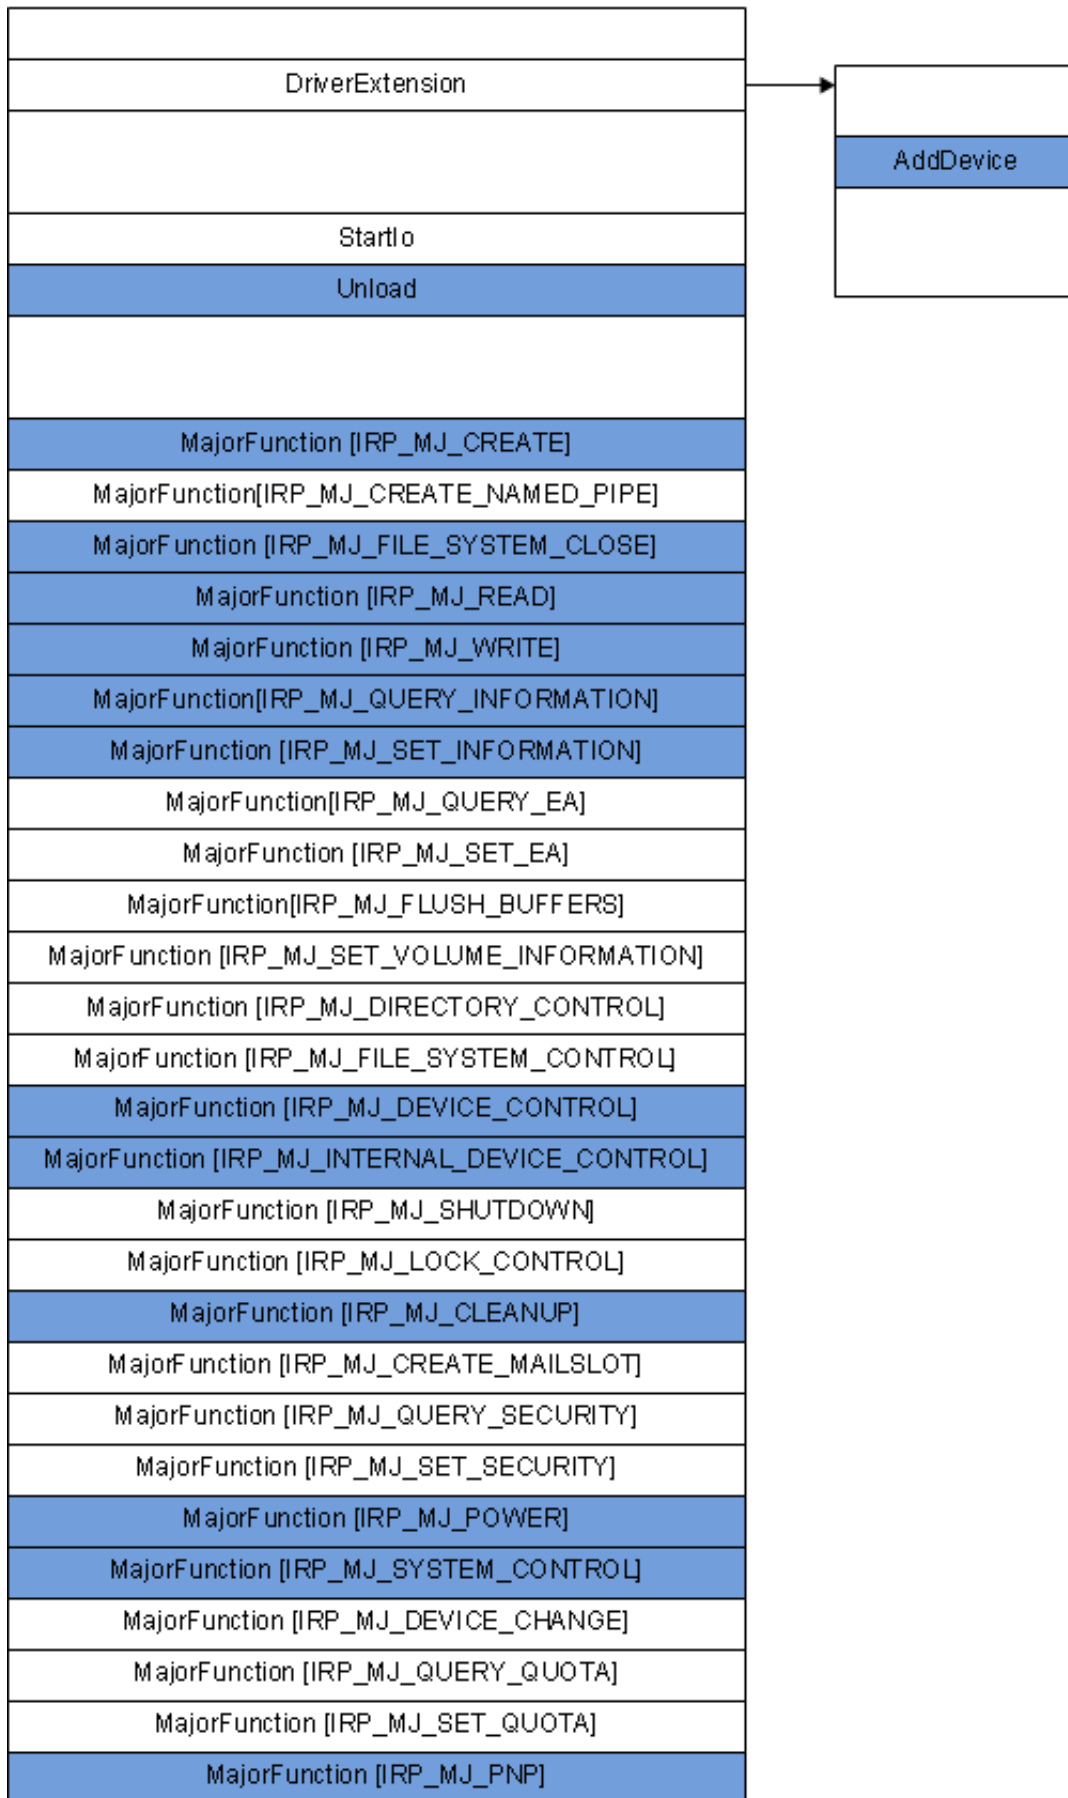 DriverExtension
AddDevice
StartIo
Unload
MajorFunction [IRP_MJ_CREATE]
MajorFunction[IRP_MJ_CREATE_NAMED_PIPE]
MajorFunction [IRP_MJ_FILE_SYSTEM_CLOSE]
MajorFunction [IRP_MJ_READ]
MajorFunction [IRP_MJ_WRITE]
MajorFunction[IRP_MJ_QUERY_INFORMATION]
MajorFunction [IRP_MJ_SET_INFORMATION]
MajorFunction[IRP_MJ_QUERY_EA]
MajorFunction [IRP_MJ_SET_EA]
MajorFunction[IRP_MJ_FLUSH_BUFFERS]
MajorFunction [IRP_MJ_SET_VOLUME_INFORMATION]
MajorFunction [IRP_MJ_DIRECTORY_CONTROL]
MajorFunction [IRP_MJ_FILE_SYSTEM_CONTROL]
MajorFunction [IRP_MJ_DEVICE_CONTROL]
MajorFunction [IRP_MJ_INTERNAL_DEVICE_CONTROL]
MajorFunction [IRP_MJ_SHUTDOWN]
MajorFunction [IRP_MJ_LOCK_CONTROL]
MajorFunction [IRP_MJ_CLEANUP]
MajorFunction [IRP_MJ_CREATE_MAILSLOT]
MajorFunction [IRP_MJ_QUERY_SECURITY]
MajorFunction [IRP_MJ_SET_SECURITY]
MajorFunction [IRP_MJ_POWER]
MajorFunction [IRP_MJ_SYSTEM_CONTROL]
MajorFunction [IRP_MJ_DEVICE_CHANGE]
MajorFunction [IRP_MJ_QUERY_QUOTA]
MajorFunction [IRP_MJ_SET_QUOTA]
MajorFunction [IRP_MJ_PNP]